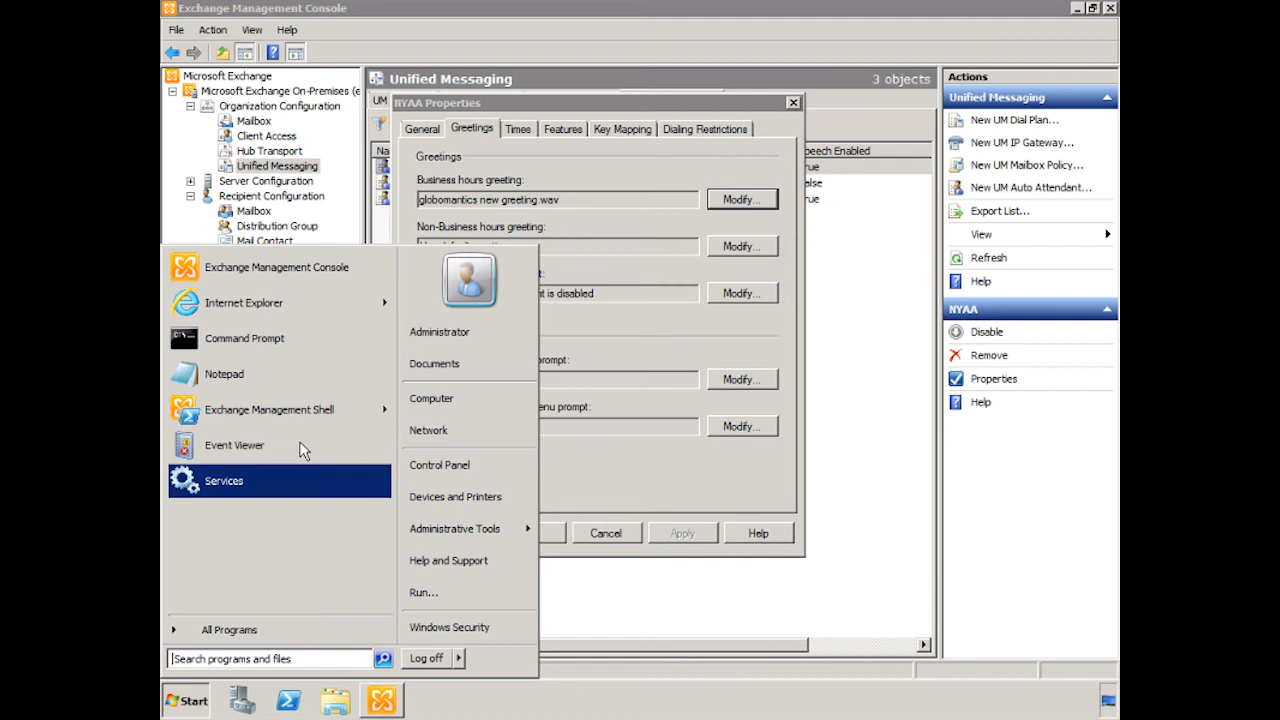 Exchange Management Console
File Action View Help
Microsoft Exchange
Microsoft Exchange On-Premises (e
Organization Configuration
Mailbox
Client Access
Hub Transport
Unified Messaging
Server Configuration
Recipient Configuration
Mailbox
Distribution Group
Mail Contact
Unified Messaging 3 objects
UM
Na
Speech Enabled
rue
alse
rue
NYAA Properties
General Greetings Times Features Key Mapping Dialing Restrictions
Greetings
Business hours greeting:
globomantics new greeting.wav Modify...
Non-Business hours greeting:
Modify...
t:
nt is disabled Modify...
prompt:
Modify...
enu prompt:
Modify...
Cancel Apply Help
Actions
Unified Messaging
New UM Dial Plan...
New UM IP Gateway...
New UM Mailbox Policy...
New UM Auto Attendant...
Export List...
View
Refresh
Help
NYAA
Disable
Remove
Properties
Help
Exchange Management Console
Internet Explorer
Command Prompt
Notepad
Exchange Management Shell
Event Viewer
Services
All Programs
Search programs and files
Administrator
Documents
Computer
Network
Control Panel
Devices and Printers
Administrative Tools
Help and Support
Run...
Windows Security
Log off
Start